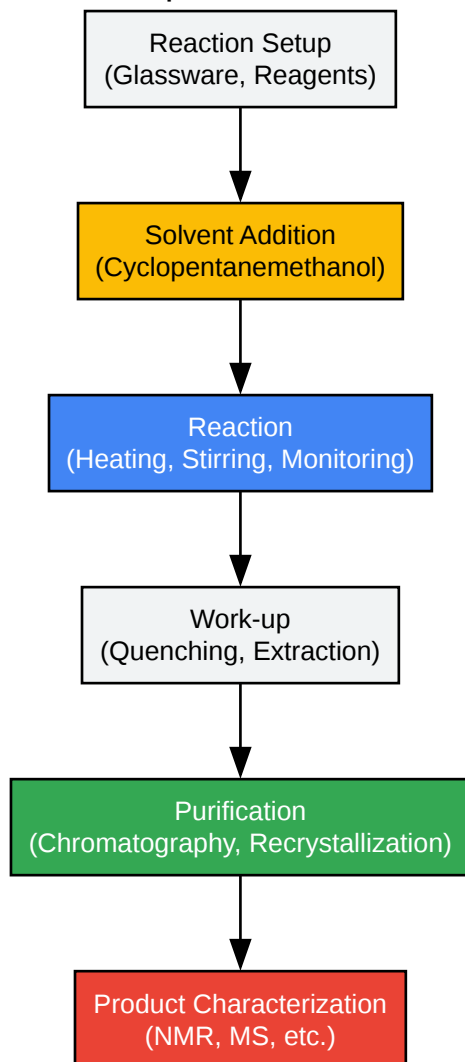 Reaction Setup
(Glassware, Reagents)
Solvent Addition
(Cyclopentanemethanol)
Reaction
(Heating, Stirring, Monitoring)
Work-up
(Quenching, Extraction)
Purification
(Chromatography, Recrystallization)
Product Characterization
(NMR, MS, etc.)